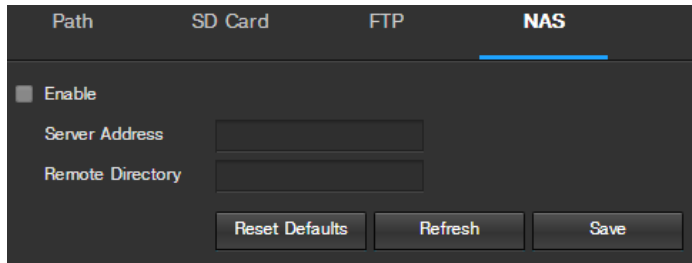 Path SD Card FTP NAS
Enable
Server Address
Remote Directory
Reset Defaults Refresh Save